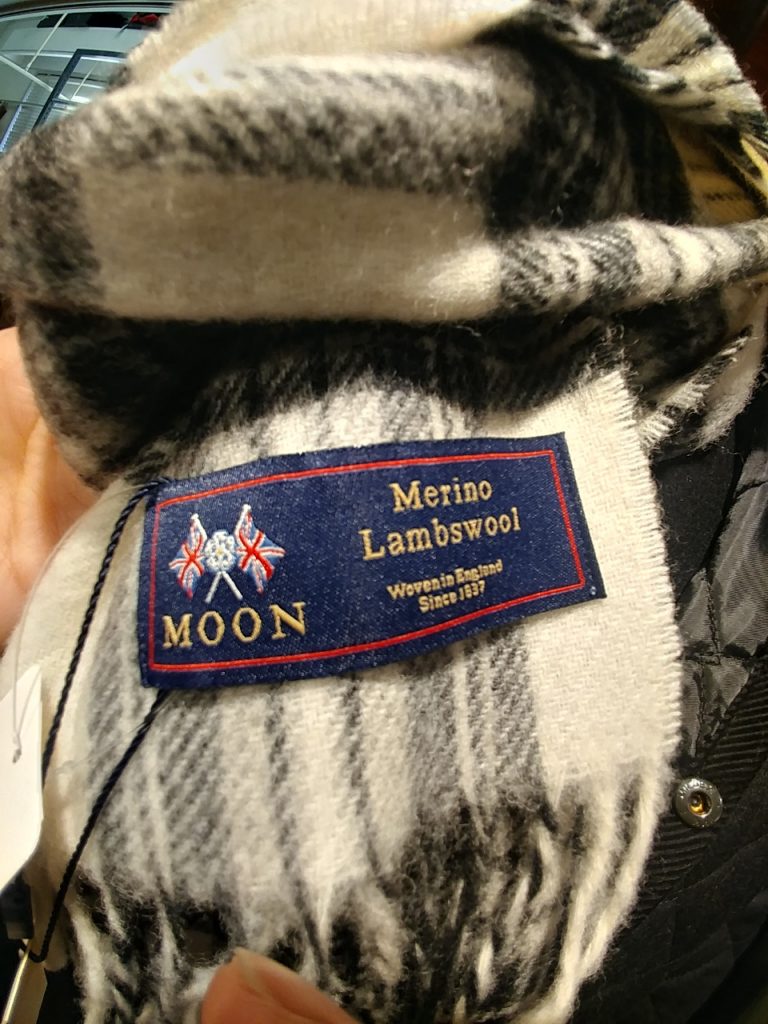 MOON
Merino
Lambswool
Woven in England
Since 1837